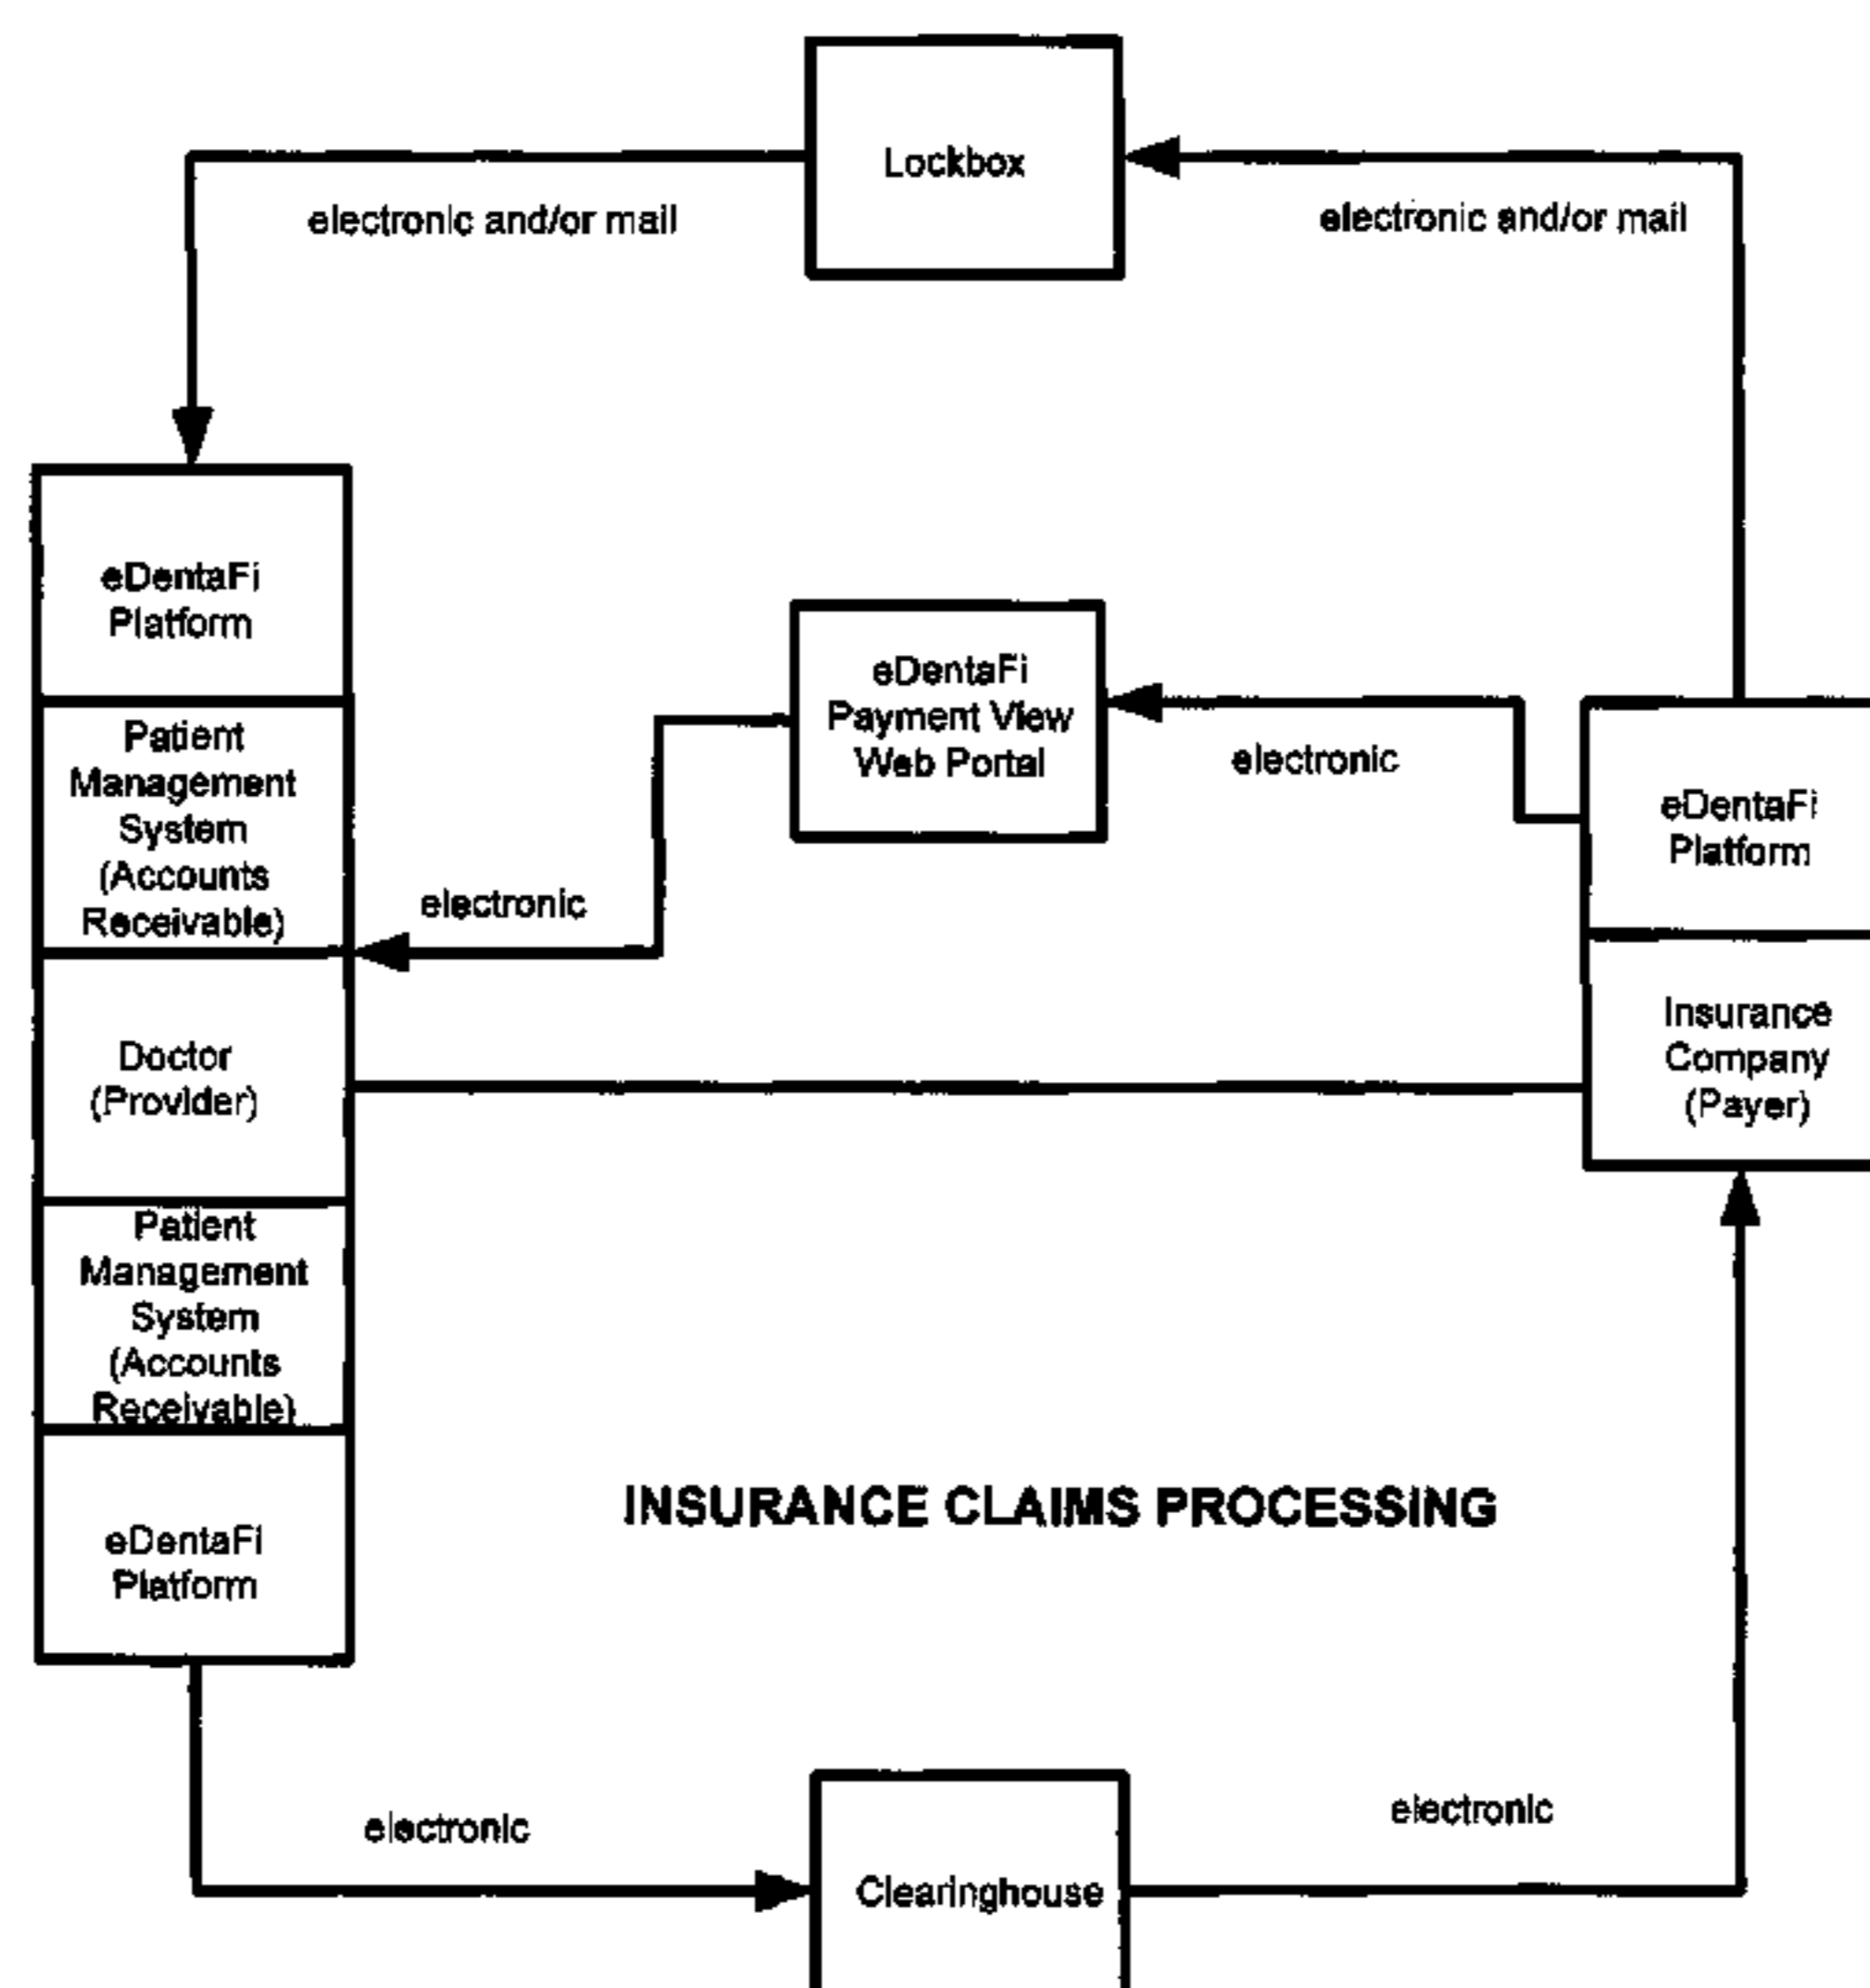 Lockbox
electronic and/or mail
electronic and/or mail
eDentaFi
Platform
Patient
Management
System
(Accounts
Receivable)
electronic
eDentaFi
Payment View
Web Portal
electronic
eDentaFi
Platform
Doctor
(Provider)
Insurance
Company
(Payer)
Patient
Management
System
(Accounts
Receivable)
eDentaFi
Platform
INSURANCE CLAIMS PROCESSING
electronic
Clearinghouse
electronic